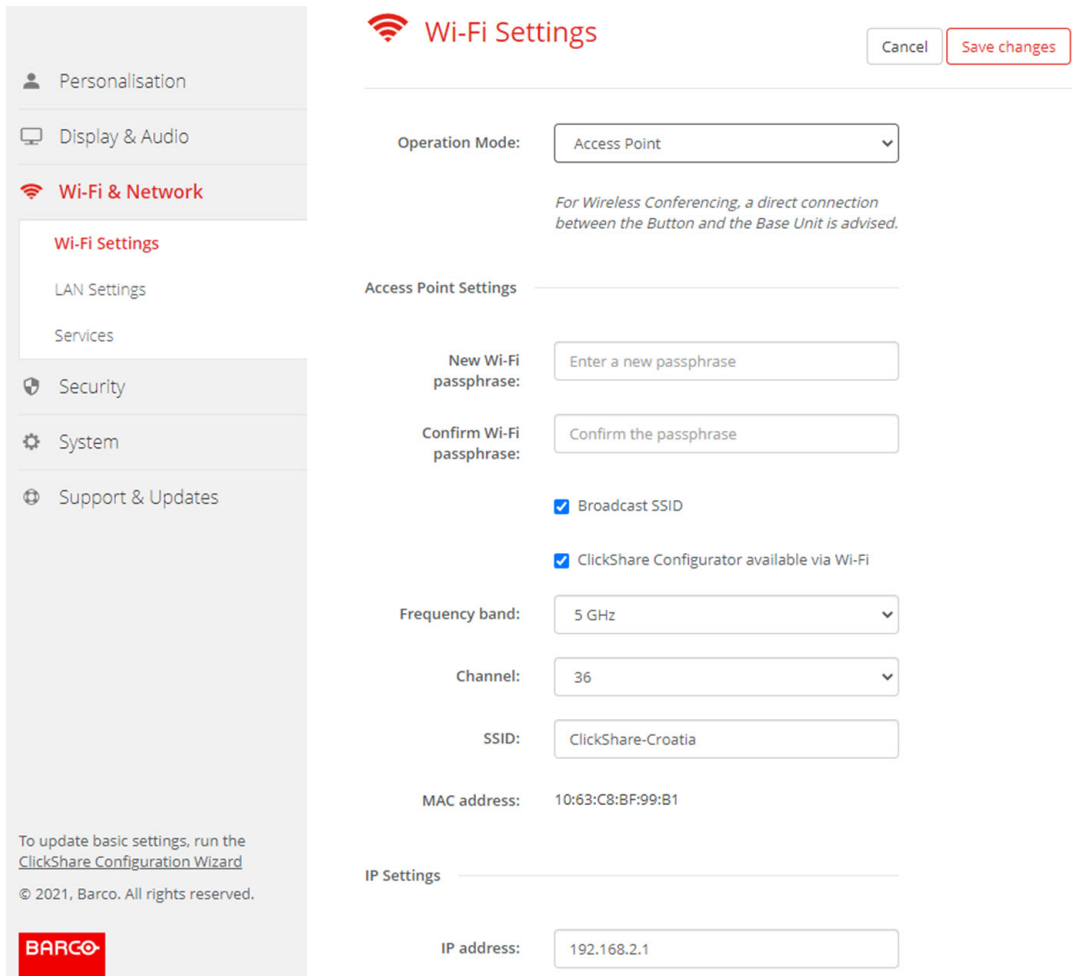 Personalisation
Display & Audio
Wi-Fi & Network
Wi-Fi Settings
LAN Settings
Services
Security
System
Support & Updates
To update basic settings, run the
ClickShare Configuration Wizard
© 2021, Barco. All rights reserved.
BARCO
Wi-Fi Settings
Cancel
Save changes
Operation Mode:
Access Point
For Wireless Conferencing, a direct connection
between the Button and the Base Unit is advised.
Access Point Settings
New Wi-Fi
passphrase:
Enter a new passphrase
Confirm Wi-Fi
passphrase:
Confirm the passphrase
Broadcast SSID
ClickShare Configurator available via Wi-Fi
Frequency band:
5 GHz
Channel:
36
SSID:
ClickShare-Croatia
MAC address:
10:63:C8:BF:99:B1
IP Settings
IP address:
192.168.2.1